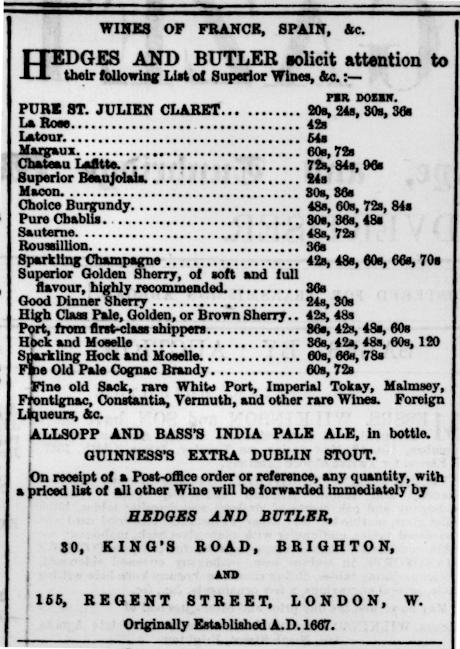 WINES OF FRANCE, SPAIN, &c.
HEDGES AND BUTLER solicit attention to
their following List of Superior Wines, &c. :—
PER DOZEN.
PURE ST. JULIEN CLARET... ........ 20s, 24s, 30s, 36s
La Rose........................ 42s
Latour........................ 54s
Margaux........................ 60s, 72s
Chateau Lafitte........................ 72s, 84s, 96s
Superior Beaujolais........................ 24s
Macon........................ 30s, 36s
Choice Burgundy........................ 48s, 60s, 72s, 84s
Pure Chablis........................ 30s, 36s, 48s
Sauterne........................ 48s, 72s
Roussillion........................ 36s
Sparkling Champagne ........................ 42s, 48s, 60s, 66s, 70s
Superior Golden Sherry, of soft and full
flavour, highly recommended............ 36s
Good Dinner Sherry ........................ 24s, 30s
High Class Pale, Golden, or Brown Sherry.. 42s, 48s
Port, from first-class shippers............ 36s, 42s, 48s, 60s
Hock and Moselle ........................ 36s, 42s, 48s, 60s, 120
Sparkling Hock and Moselle............ 60s, 66s, 78s
Fine Old Pale Cognac Brandy............ 60s, 72s
Fine old Sack, rare White Port, Imperial Tokay, Malmsey,
Frontignac, Constantia, Vermuth, and other rare Wines. Foreign
Liqueurs, &c.
ALLSOPP AND BASS'S INDIA PALE ALE, in bottle.
GUINNESS'S EXTRA DUBLIN STOUT.
On receipt of a Post-office order or reference, any quantity, with
a priced list of all other Wine will be forwarded immediately by
HEDGES AND BUTLER,
30, KING'S ROAD, BRIGHTON,
AND
155, REGENT STREET, LONDON, W.
Originally Established A.D. 1667.